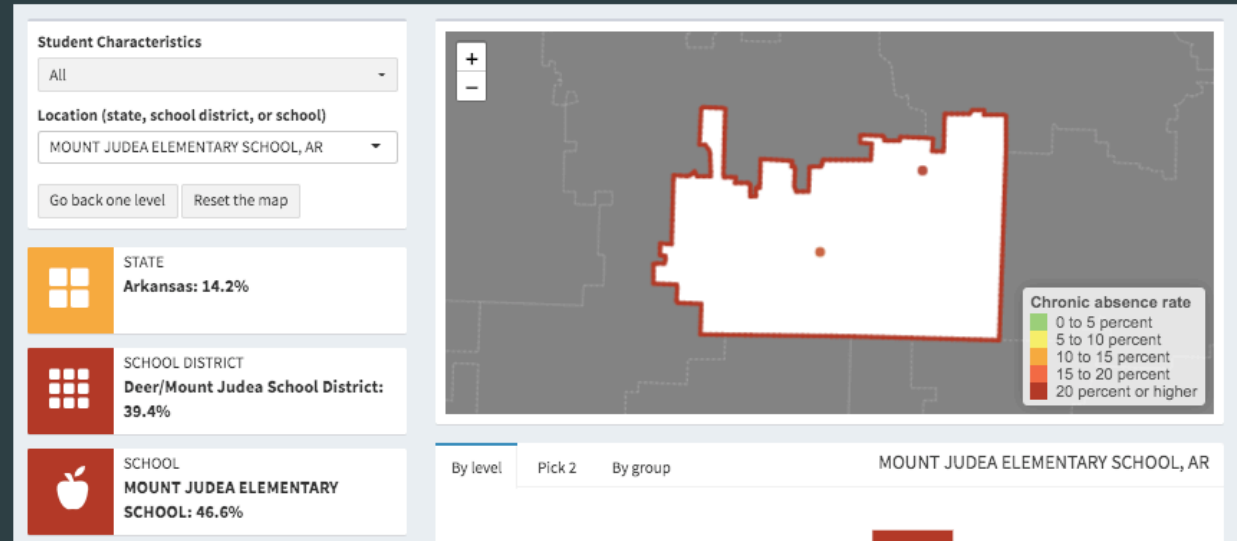 Student Characteristics
All
Location (state, school district, or school)
MOUNT JUDEA ELEMENTARY SCHOOL, AR
Go back one level
Reset the map
STATE
Arkansas: 14.2%
SCHOOL DISTRICT
Deer/Mount Judea School District:
39.4%
SCHOOL
MOUNT JUDEA ELEMENTARY
SCHOOL: 46.6%
+
−
Chronic absence rate
0 to 5 percent
5 to 10 percent
10 to 15 percent
15 to 20 percent
20 percent or higher
By level
Pick 2
By group
MOUNT JUDEA ELEMENTARY SCHOOL, AR